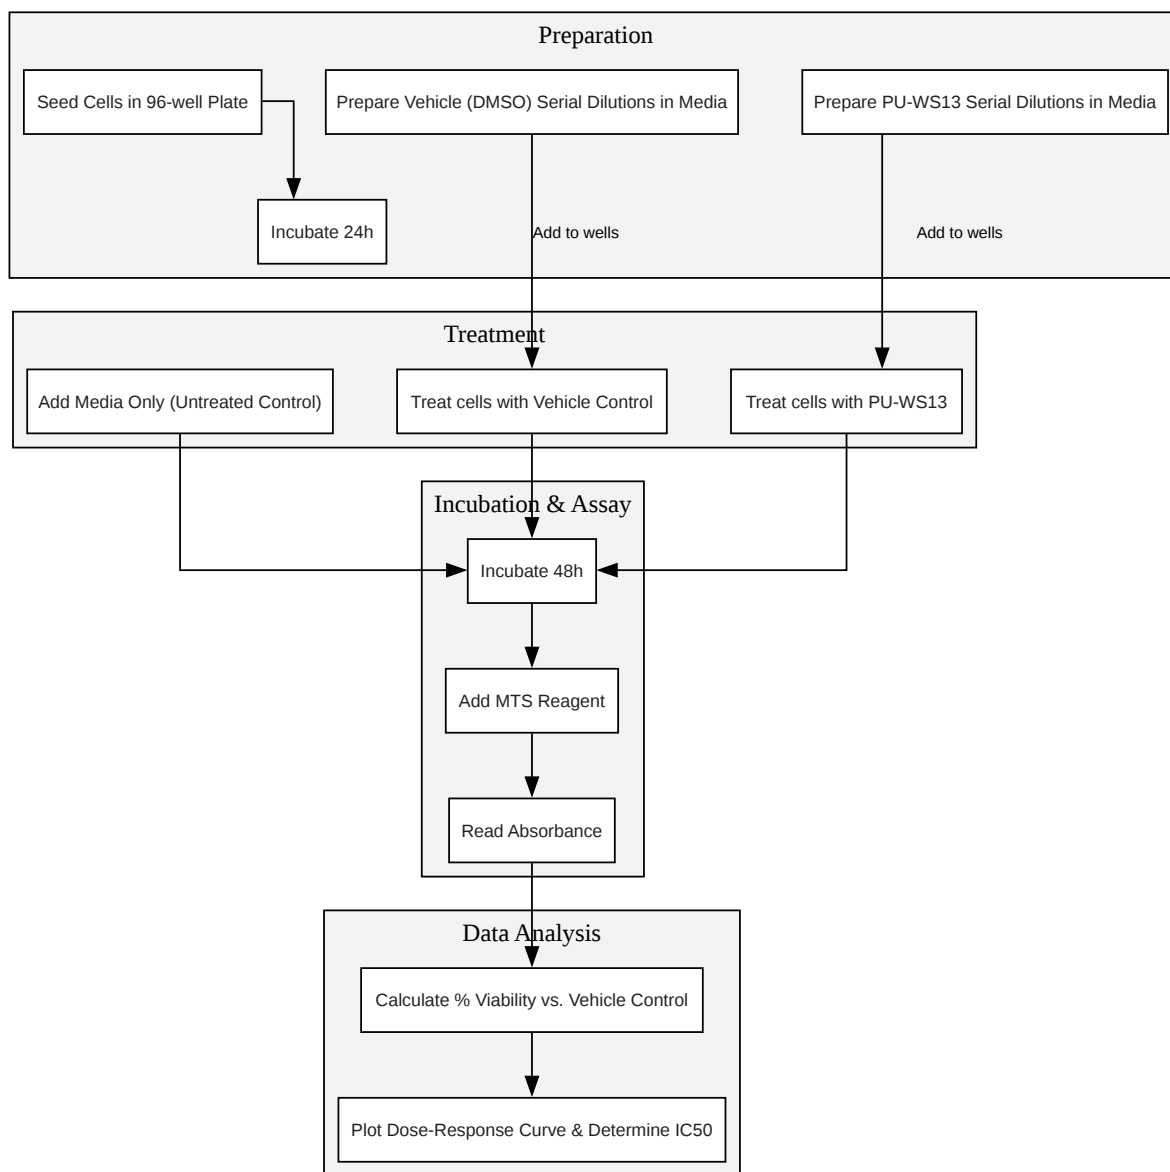 Preparation
Seed Cells in 96-well Plate
Prepare Vehicle (DMSO) Serial Dilutions in Media
Prepare PU-WS13 Serial Dilutions in Media
Incubate 24h
Add to wells
Add to wells
Treatment
Add Media Only (Untreated Control)
Treat cells with Vehicle Control
Treat cells with PU-WS13
Incubation & Assay
Incubate 48h
Add MTS Reagent
Read Absorbance
Data Analysis
Calculate % Viability vs. Vehicle Control
Plot Dose-Response Curve & Determine IC50